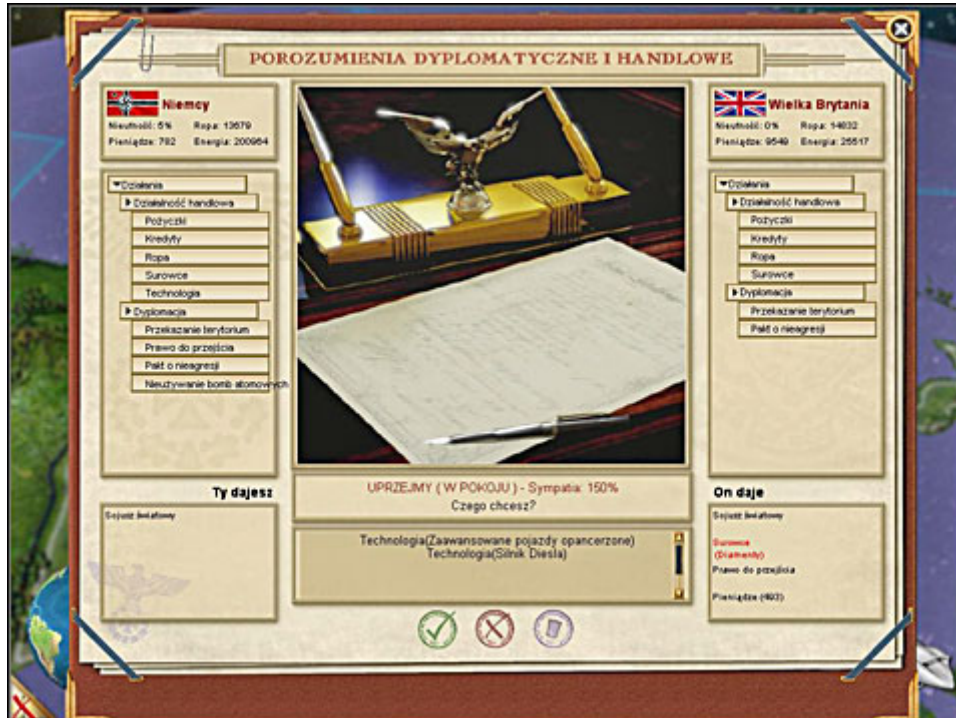 POROZUMIENIA DYPLOMATYCZNE I HANDLOWE
Niemcy
Nieufność: 5% Ropa: 13679
Pieniądze: 782 Energia: 200964
Działania
Działalność handlowa
Pożyczki
Kredyty
Ropa
Surowce
Technologia
Dyplomacja
Przekazanie terytorium
Prawo do przejścia
Pakt o nieagresji
Nieużywanie bomb atomowych
Ty dajesz
Sojusz światowy
UPRZEJMY ( W POKOJU ) - Sympatia: 150%
Czego chcesz?
Technologia(Zaawansowane pojazdy opancerzone)
Technologia(Silnik Diesla)
Wielka Brytania
Nieufność: 0% Ropa: 14832
Pieniądze: 9549 Energia: 25517
Działania
Działalność handlowa
Pożyczki
Kredyty
Ropa
Surowce
Dyplomacja
Przekazanie terytorium
Pakt o nieagresji
On daje
Sojusz światowy
Surowce
(Diamenty)
Prawo do przejścia
Pieniądze (493)